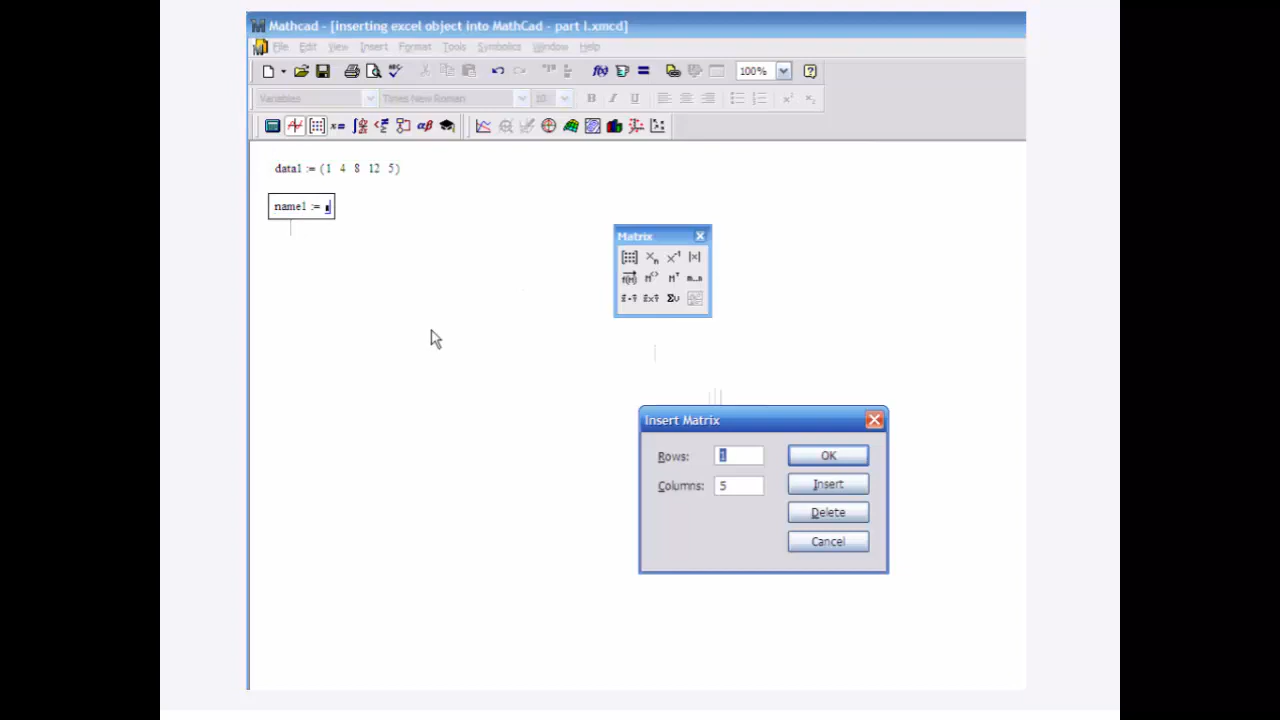 Mathcad - [inserting excel object into MathCad - part I.xmcd]
File Edit View Insert Format Tools Symbolics Window Help
100%
Variables Times New Roman 10 B I U
data1 := (1 4 8 12 5)
name1 :=
Matrix
Insert Matrix
Rows: 1 OK
Columns: 5 Insert
Delete
Cancel